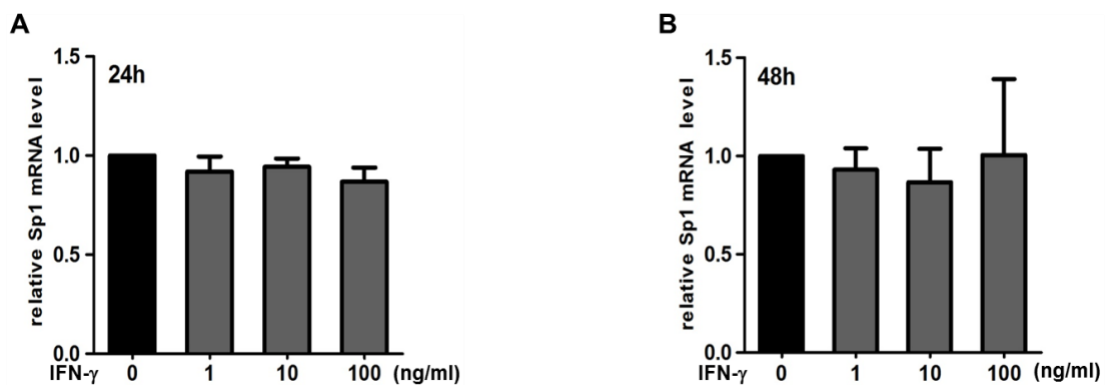 A
24h
relative Sp1 mRNA level
1.5
1.0
0.5
0.0
IFN-γ 0 1 10 100 (ng/ml)
B
48h
relative Sp1 mRNA level
1.5
1.0
0.5
0.0
IFN-γ 0 1 10 100 (ng/ml)